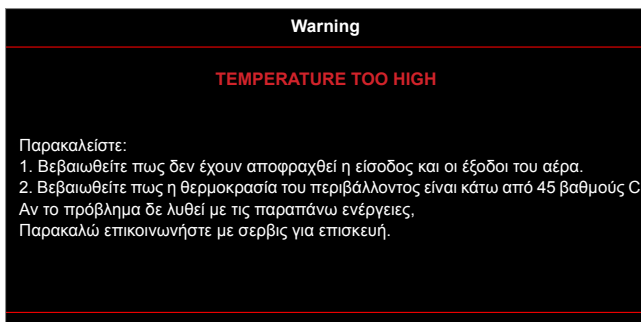 Warning
TEMPERATURE TOO HIGH
Παρακαλείστε:
1. Βεβαιωθείτε πως δεν έχουν αποφραχθεί η είσοδος και οι έξοδοι του αέρα.
2. Βεβαιωθείτε πως η θερμοκρασία του περιβάλλοντος είναι κάτω από 45 βαθμούς C
Αν το πρόβλημα δε λυθεί με τις παραπάνω ενέργειες,
Παρακαλώ επικοινωνήστε με σερβις για επισκευή.